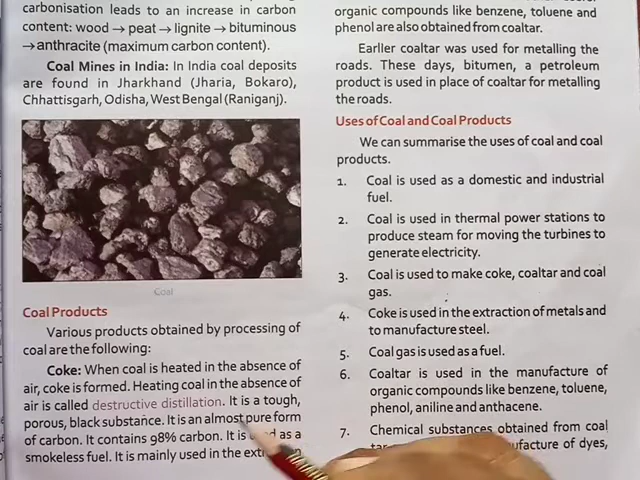 carbonisation leads to an increase in carbon
content: wood → peat → lignite → bituminous
→ anthracite (maximum carbon content).
Coal Mines in India: In India coal deposits
are found in Jharkhand (Jharia, Bokaro),
Chhattisgarh, Odisha, West Bengal (Raniganj).
Coal
Coal Products
Various products obtained by processing of
coal are the following:
Coke: When coal is heated in the absence of
air, coke is formed. Heating coal in the absence of
air is called destructive distillation. It is a tough,
porous, black substance. It is an almost pure form
of carbon. It contains 98% carbon. It is as a
smokeless fuel. It is mainly used in the
organic compounds like benzene, toluene and
phenol are also obtained from coaltar.
Earller coaltar was used for metalling the
roads. These days, bitumen, a petroleum
product is used in place of coaltar for metalling
the roads.
Uses of Coal and Coal Products
We can summarise the uses of coal and coal
products.
1. Coal is used as a domestic and industrial
fuel.
2. Coal is used in thermal power stations to
produce steam for moving the turbines to
generate electricity.
3. Coal is used to make coke, coaltar and coal
gas.
4. Coke is used in the extraction of metals and
to manufacture steel.
5. Coal gas is used as a fuel.
6. Coaltar is used in the manufacture of
organic compounds like benzene, toluene,
phenol, aniline and anthacene.
7. Chemical substances obtained from coal
of dyes,